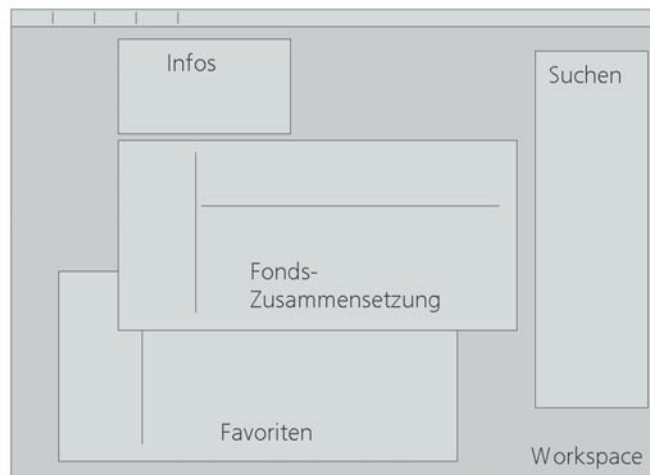 Infos
Suchen
Fonds-
Zusammensetzung
Favoriten
Workspace